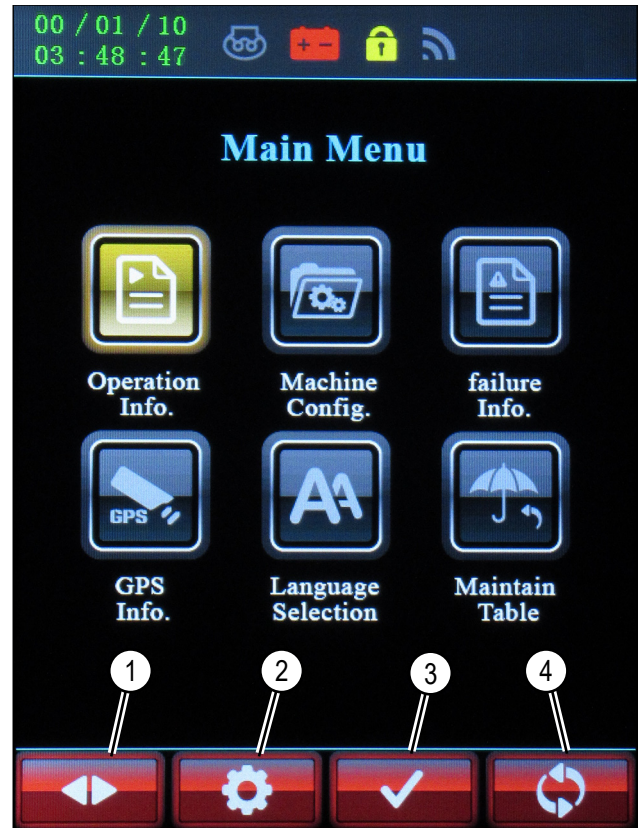 00 / 01 / 10
03 : 48 : 47
Main Menu
Operation
Info.
Machine
Config.
failure
Info.
GPS
GPS
Info.
Language
Selection
Maintain
Table
1
2
3
4